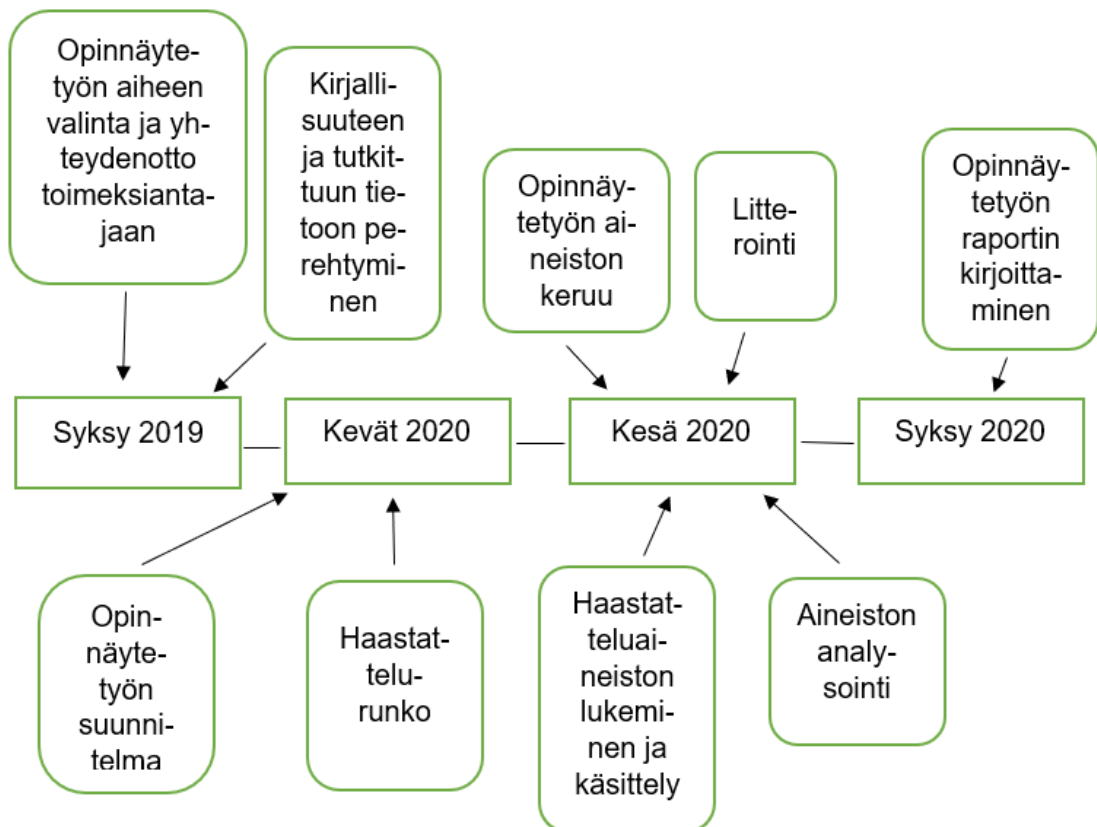 Opinnäyte-
työn aiheen
valinta ja yh-
teydenotto
toimeksianta-
jaan
Kirjalli-
suuteen
ja tutkit-
tuun tie-
toon pe-
rehtymi-
nen
Opinnäy-
tetyön ai-
neiston
keruu
Litte-
rointi
Opinnäy-
tetyön
raportin
kirjoitta-
minen
Syksy 2019
Kevät 2020
Kesä 2020
Syksy 2020
Opin-
näyte-
työn
suunni-
telma
Haastat-
telu-
runko
Haastat-
teluai-
neiston
lukemi-
nen ja
käsittely
Aineiston
analy-
sointi